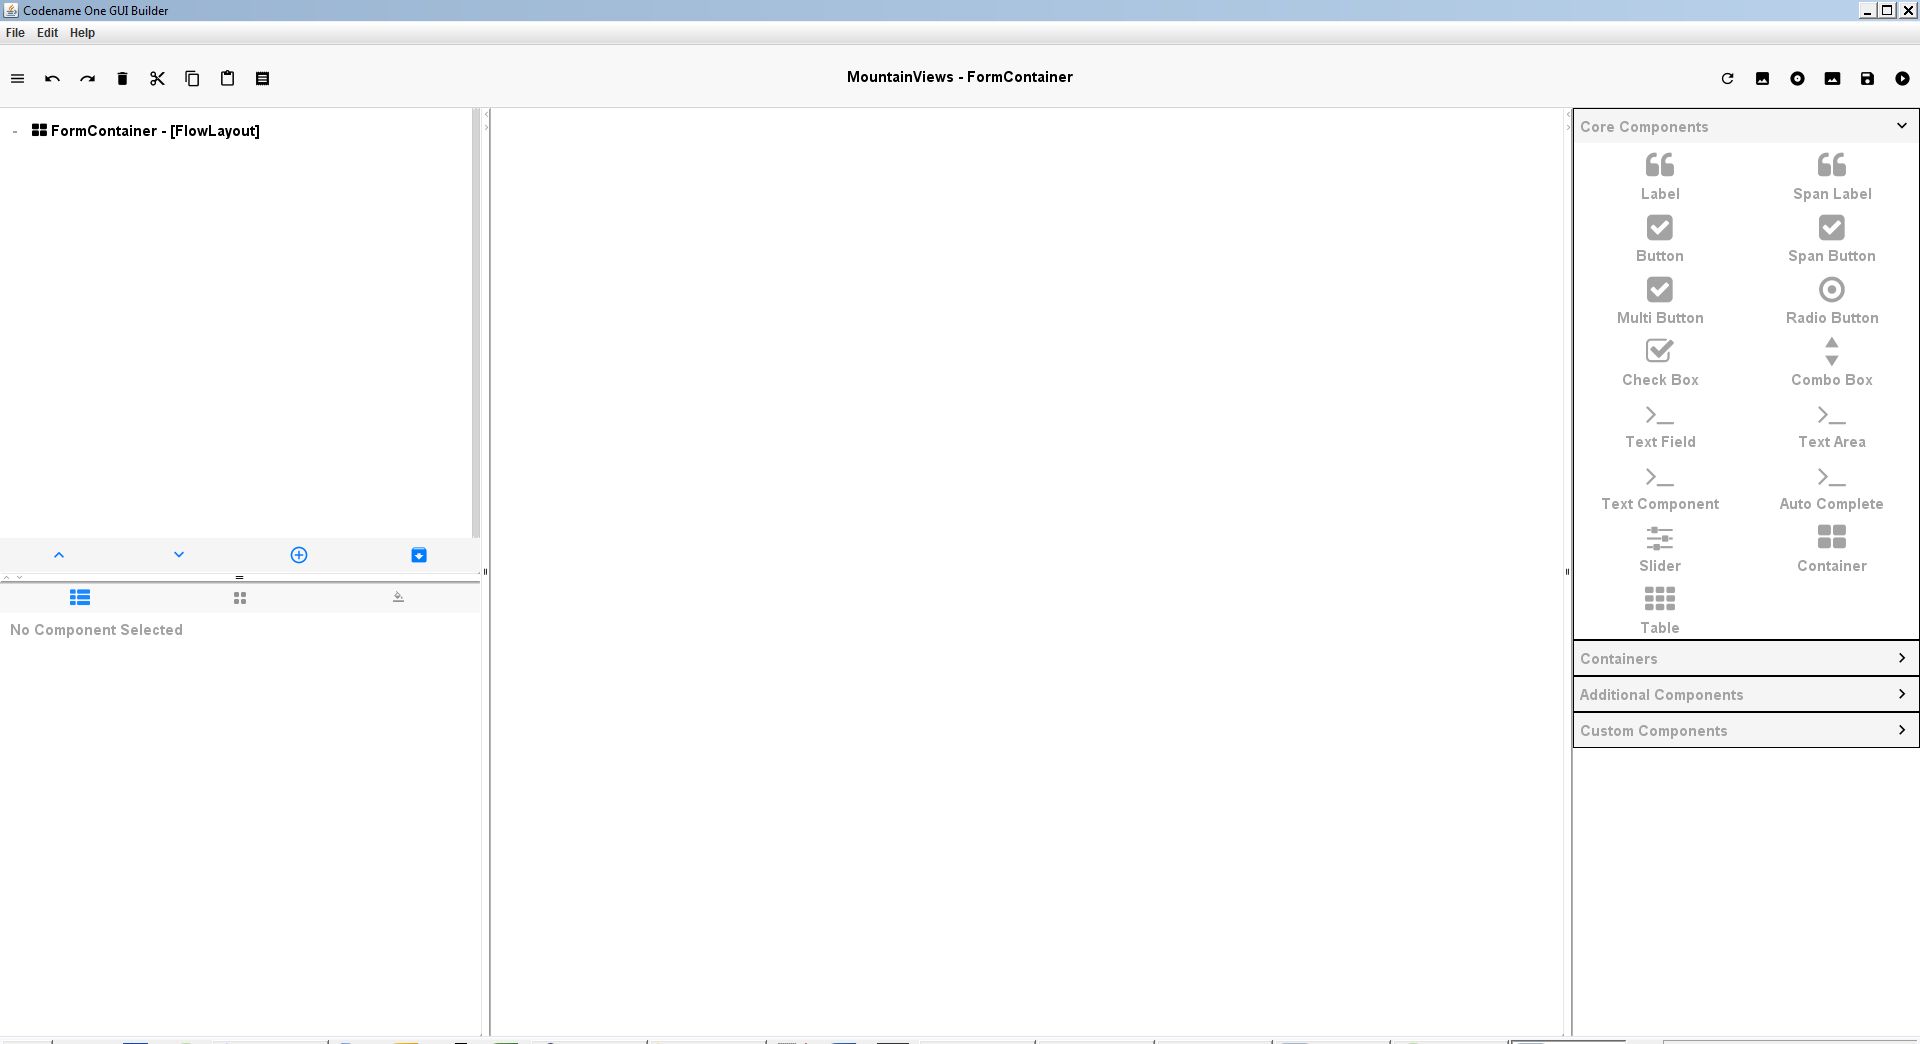 Codename One GUI Builder
File Edit Help
MountainViews - FormContainer
- FormContainer - [FlowLayout]
No Component Selected
Core Components
Label Span Label
Button Span Button
Multi Button Radio Button
Check Box Combo Box
Text Field Text Area
Text Component Auto Complete
Slider Container
Table
Containers
Additional Components
Custom Components